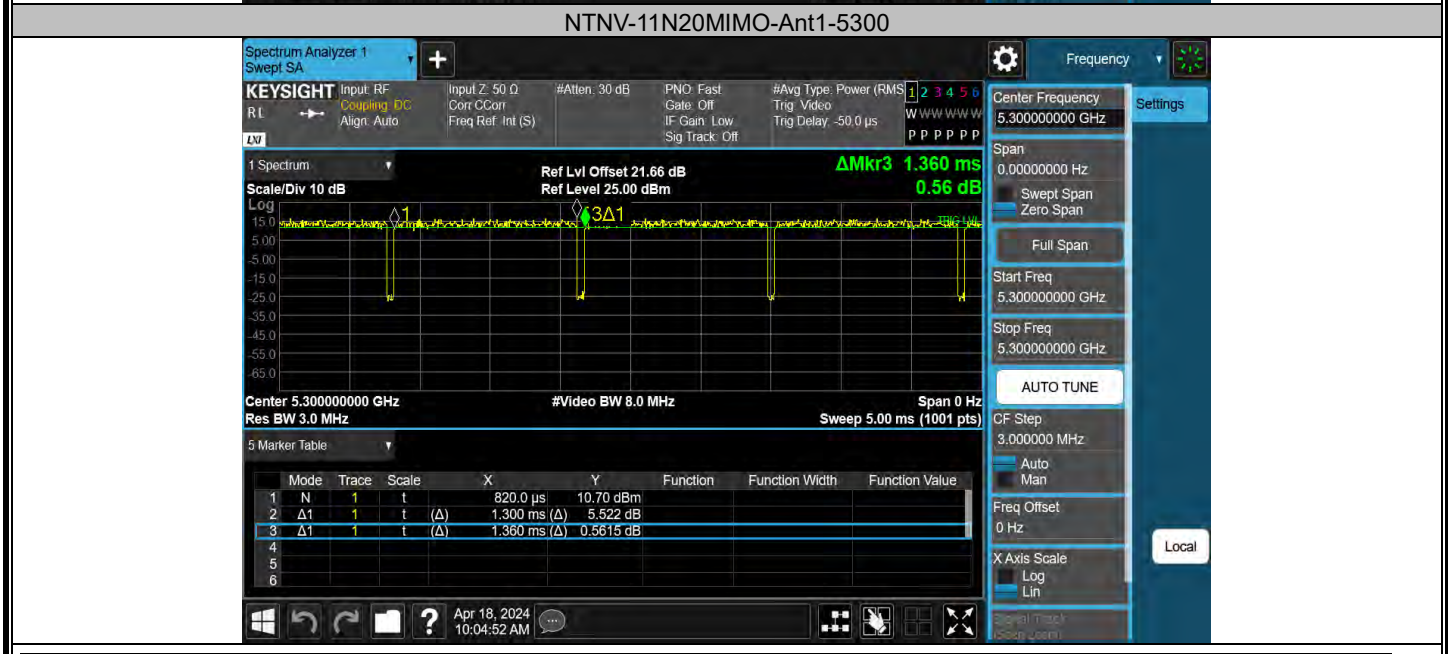 NTNV-11N20MIMO-Ant1-5300
Spectrum Analyzer 1
Swept SA
+
Frequency
KEYSIGHT Input: RF Input Z: 50 Ω #Atten: 30 dB PNO: Fast #Avg Type: Power (RMS 1 2 3 4 5 6
RL Coupling: DC Corr CCorr Gate: Off Trig: Video W W W W W W
Align: Auto Freq Ref: Int (S) IF Gain: Low Trig Delay: -50.0 µs P P P P P P
LXI Sig Track: Off
Center Frequency
5.300000000 GHz
Settings
1 Spectrum
Ref Lvl Offset 21.66 dB
ΔMkr3 1.360 ms
Scale/Div 10 dB
Ref Level 25.00 dBm
0.56 dB
Span
0.00000000 Hz
Swept Span
Zero Span
Log
1
3Δ1
TRIG LVL
15.0
5.00
-5.00
-15.0
-25.0
-35.0
-45.0
-55.0
-65.0
Full Span
Start Freq
5.300000000 GHz
Stop Freq
5.300000000 GHz
AUTO TUNE
Center 5.300000000 GHz #Video BW 8.0 MHz Span 0 Hz
Res BW 3.0 MHz Sweep 5.00 ms (1001 pts)
CF Step
3.000000 MHz
Auto
Man
5 Marker Table
Mode Trace Scale X Y Function Function Width Function Value
1 N 1 t 820.0 µs 10.70 dBm
2 Δ1 1 t (Δ) 1.300 ms (Δ) 5.522 dB
3 Δ1 1 t (Δ) 1.360 ms (Δ) 0.5615 dB
4
5
6
Freq Offset
0 Hz
X Axis Scale
Log
Lin
Local
Signal Track
(Span Zoom)
? Apr 18, 2024
10:04:52 AM